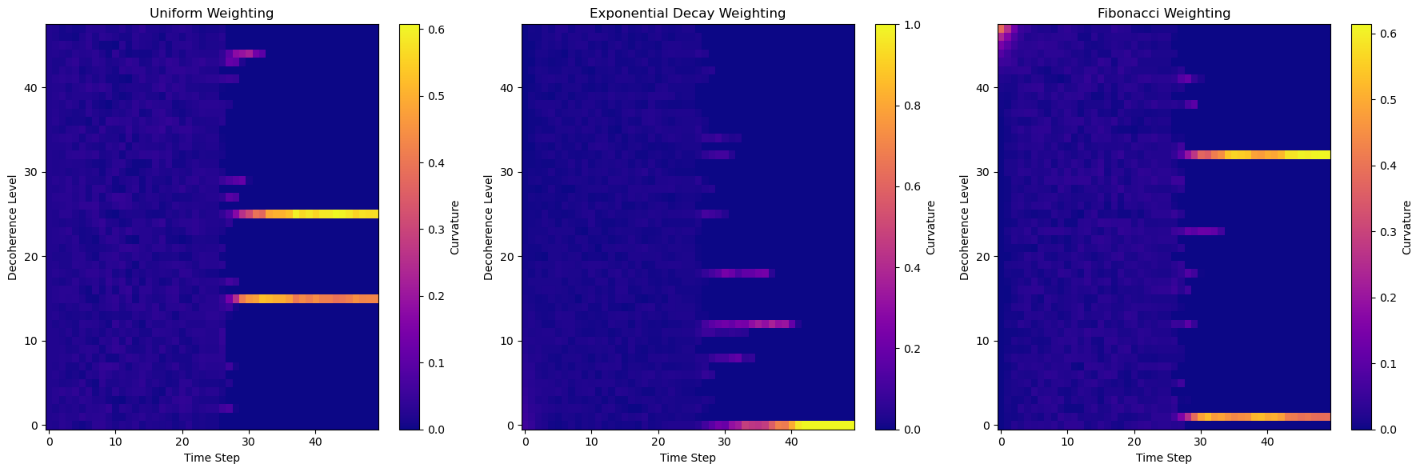 Uniform Weighting
Decoherence Level
40
30
20
10
0
0 10 20 30 40
Time Step
0.6
0.5
0.4
0.3
0.2
0.1
0.0
Curvature
Exponential Decay Weighting
Decoherence Level
40
30
20
10
0
0 10 20 30 40
Time Step
1.0
0.8
0.6
0.4
0.2
0.0
Curvature
Fibonacci Weighting
Decoherence Level
40
30
20
10
0
0 10 20 30 40
Time Step
0.6
0.5
0.4
0.3
0.2
0.1
0.0
Curvature